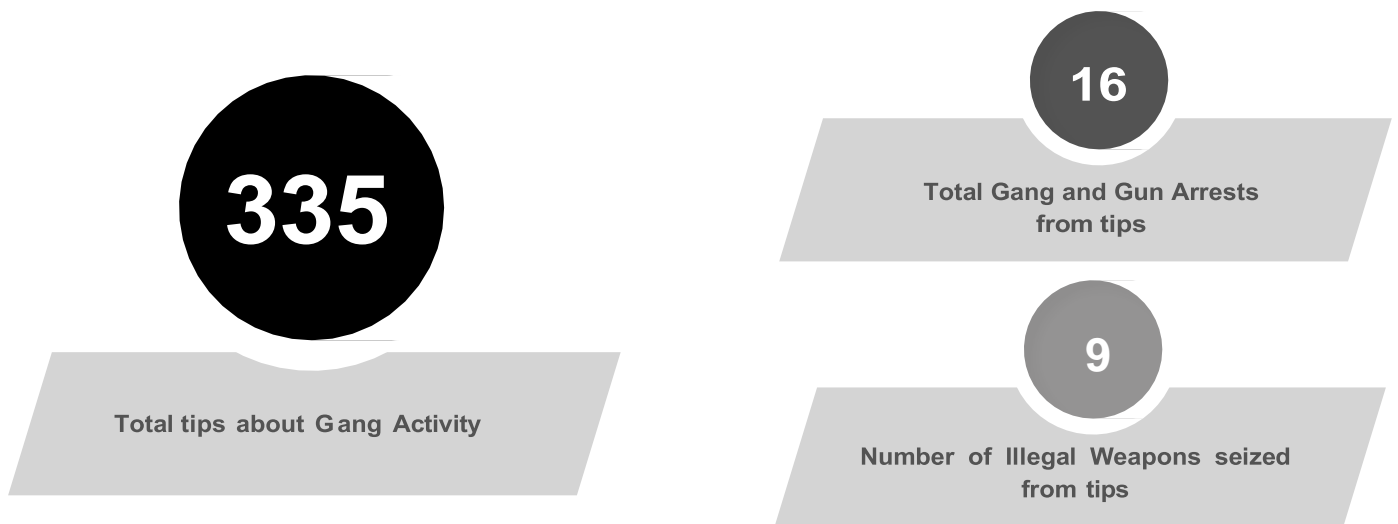 335
Total tips about Gang Activity
16
Total Gang and Gun Arrests
from tips
9
Number of Illegal Weapons seized
from tips